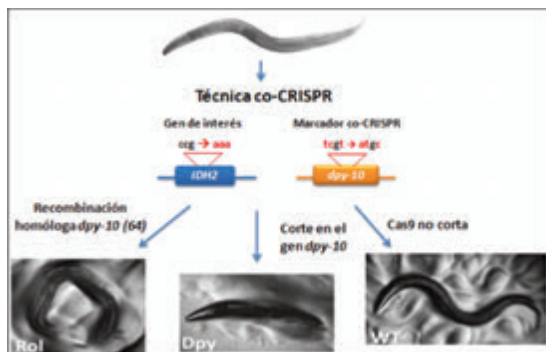 Técnica co-CRISPR
Gen de interés
Marcador co-CRISPR
ccg → aaa
tcgt → atgc
IDH2
dpy-10
Recombinación
homóloga dpy-10 (64)
Corte en el
gen dpy-10
Cas9 no corta
Rol
Dpy
WT